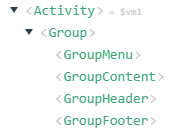 <Activity> = $vm1
<Group>
<GroupMenu>
<GroupContent>
<GroupHeader>
<GroupFooter>